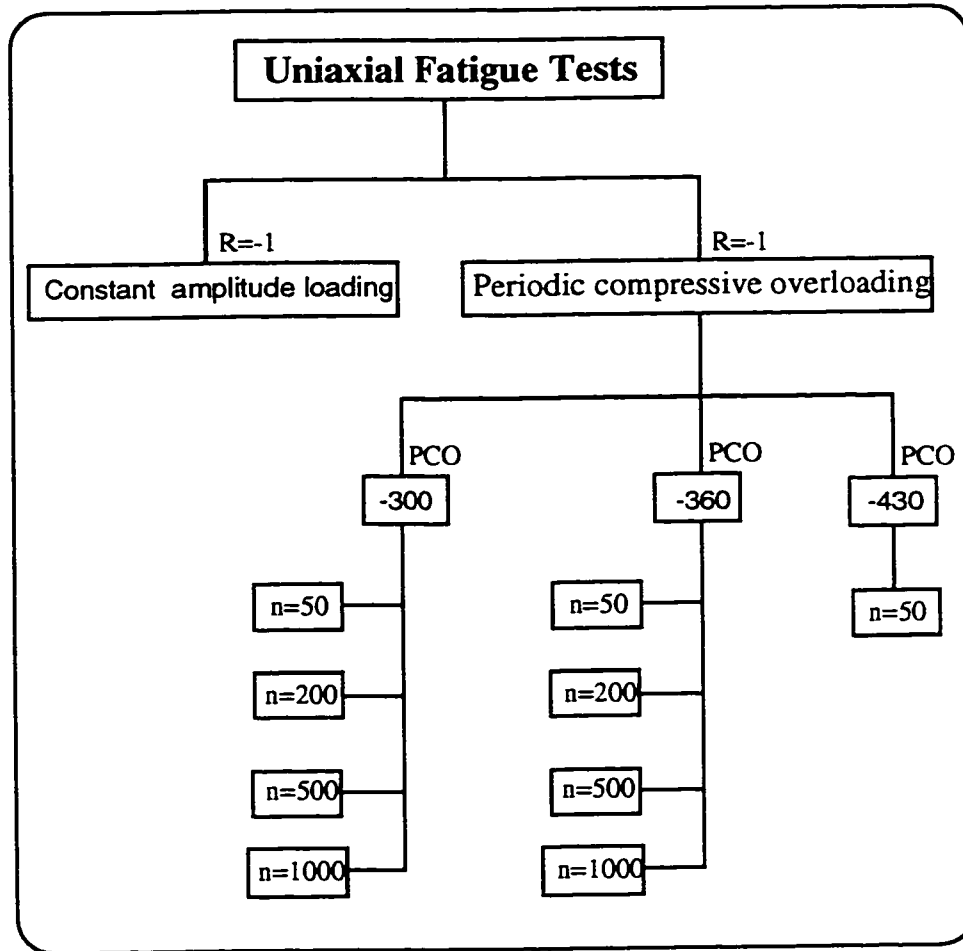 Uniaxial Fatigue Tests
R=-1
R=-1
Constant amplitude loading
Periodic compressive overloading
PCO
PCO
PCO
-300
-360
-430
n=50
n=50
n=50
n=200
n=200
n=500
n=500
n=1000
n=1000